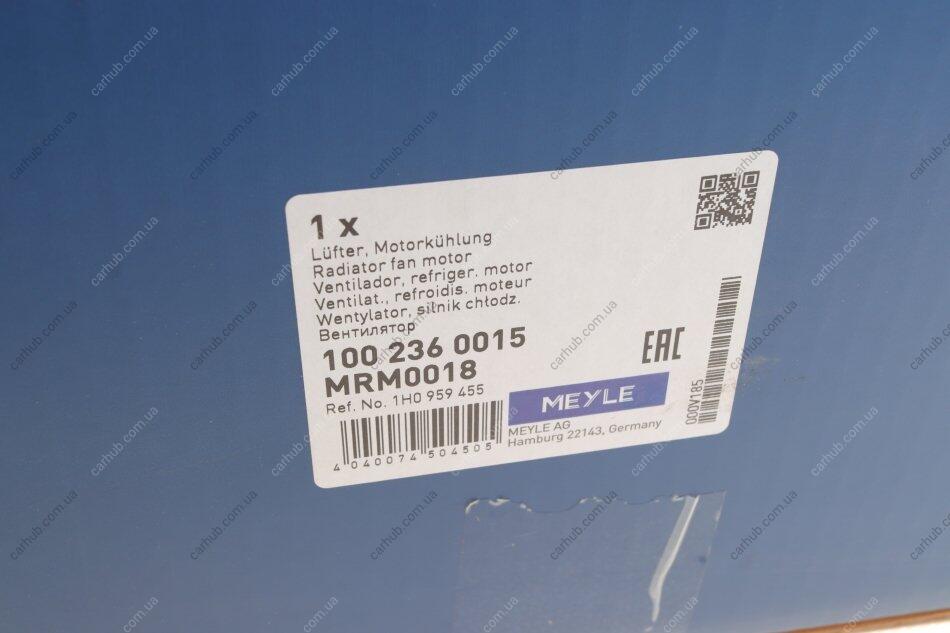 1 x
Lüfter, Motorkühlung
Radiator fan motor
Ventilador, refriger. motor
Ventilat., refroidis. moteur
Wentylator, silnik chłodz.
Вентилятор
100 236 0015
MRM0018
Ref. No. 1H0 959 455
4 040074 504505
EAC
MEYLE
MEYLE AG
Hamburg 22143, Germany
000V185
carhub.com.ua